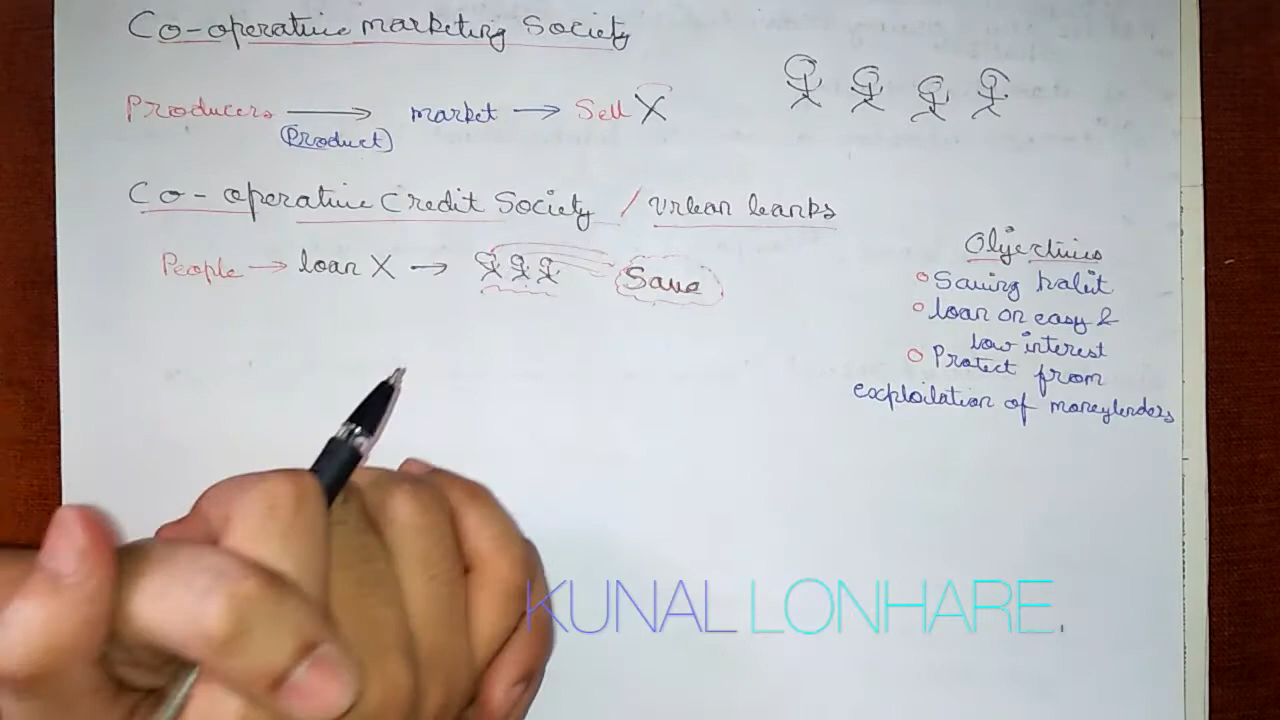 Co-operative marketing Society
Producers → market → Sell X
(Product)
Co-operative Credit Society / Urban banks
People → loan X → Save
Objectives
Saving habit
loan on easy &
low interest
Protect from
exploitation of moneylenders
KUNAL LONHARE.